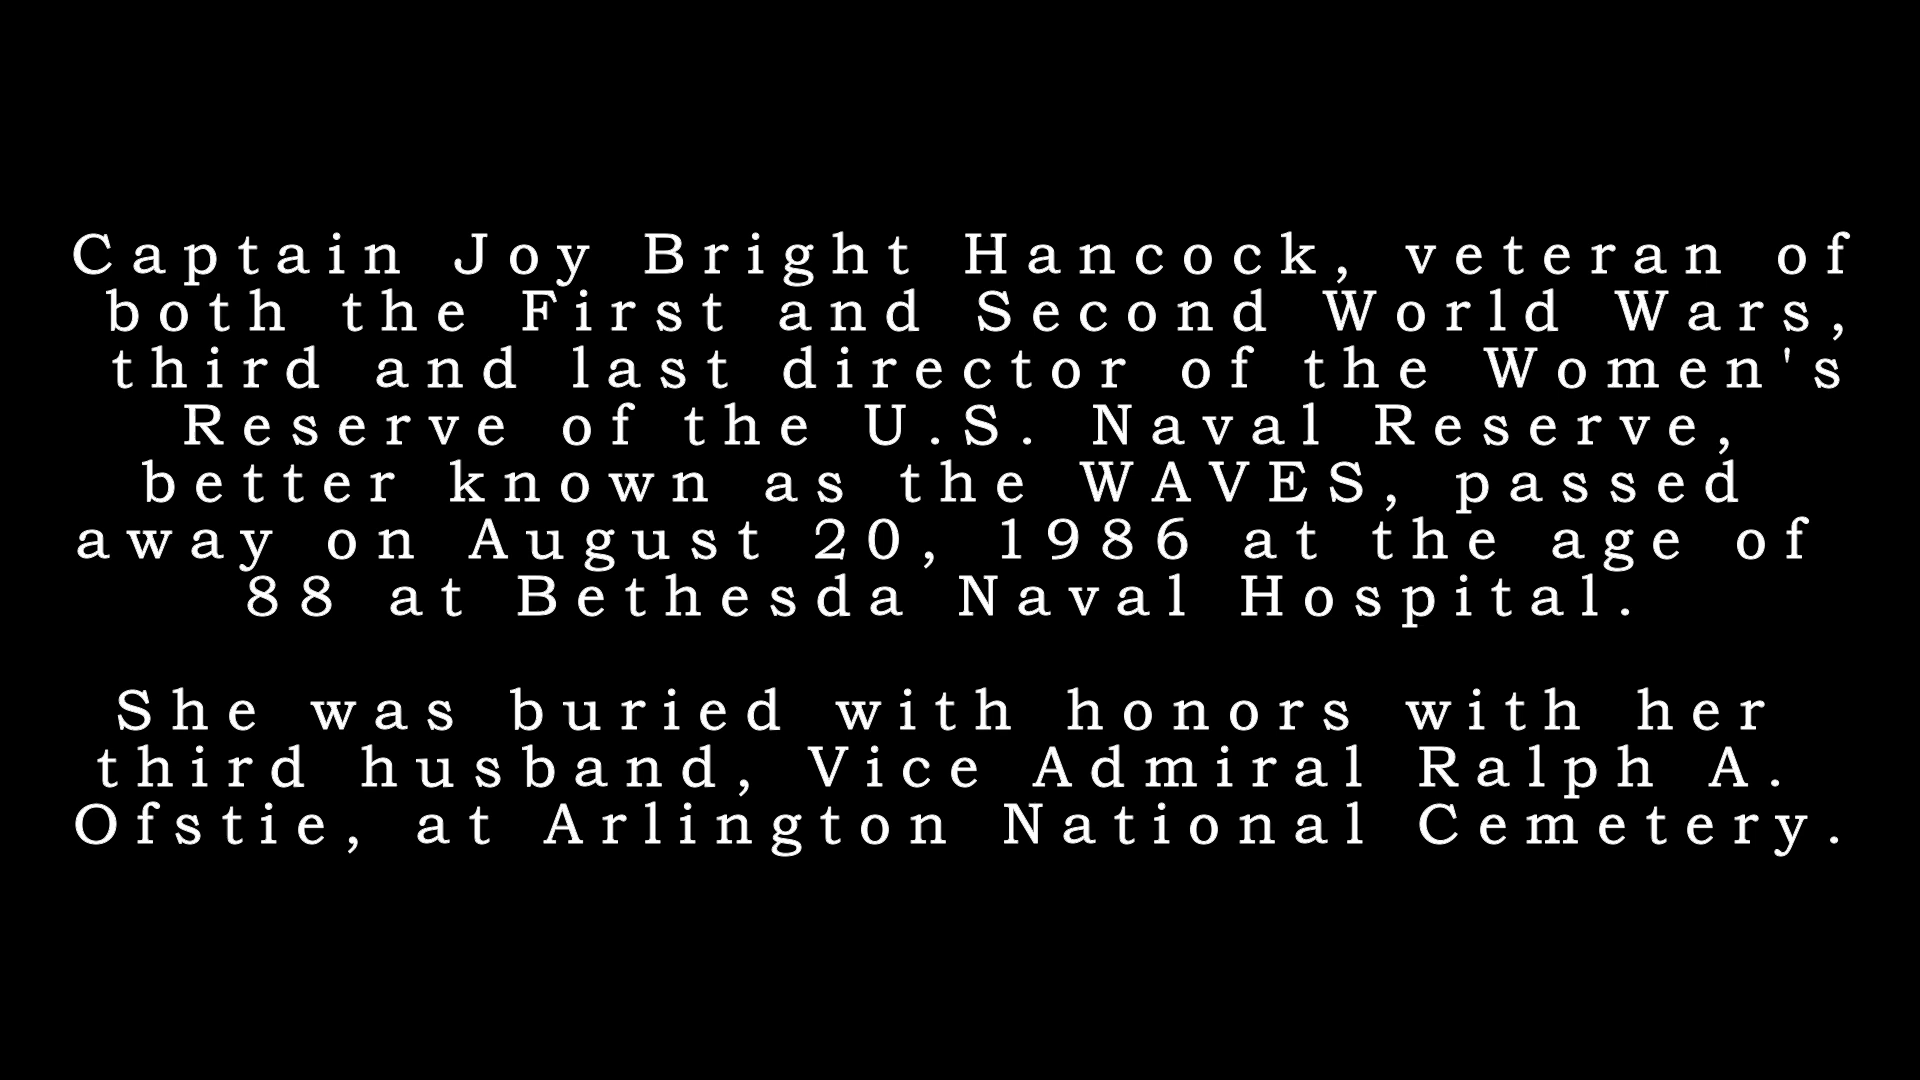 Captain Joy Bright Hancock, veteran of
both the First and Second World Wars,
third and last director of the Women's
Reserve of the U.S. Naval Reserve,
better known as the WAVES, passed
away on August 20, 1986 at the age of
88 at Bethesda Naval Hospital.
She was buried with honors with her
third husband, Vice Admiral Ralph A.
Ofstie, at Arlington National Cemetery.